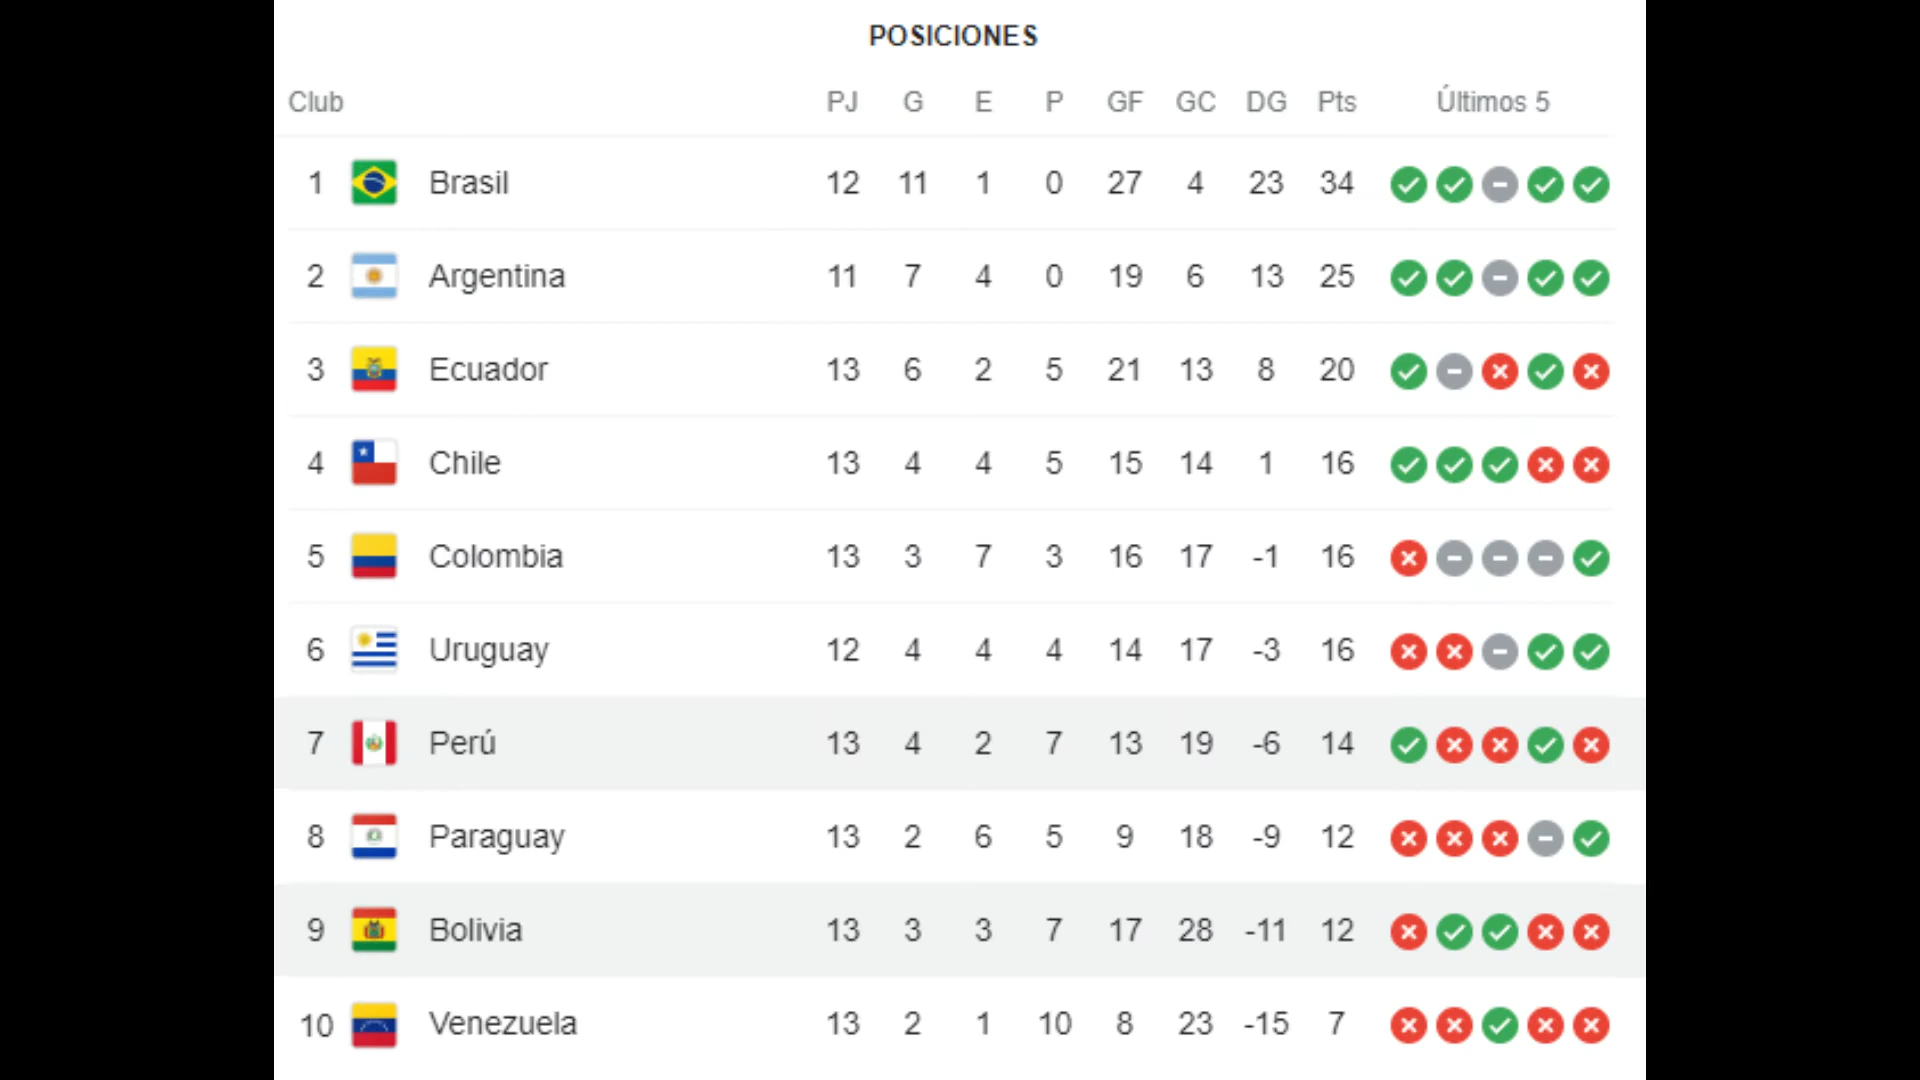 POSICIONES
Club PJ G E P GF GC DG Pts Últimos 5
1 Brasil 12 11 1 0 27 4 23 34
2 Argentina 11 7 4 0 19 6 13 25
3 Ecuador 13 6 2 5 21 13 8 20
4 Chile 13 4 4 5 15 14 1 16
5 Colombia 13 3 7 3 16 17 -1 16
6 Uruguay 12 4 4 4 14 17 -3 16
7 Perú 13 4 2 7 13 19 -6 14
8 Paraguay 13 2 6 5 9 18 -9 12
9 Bolivia 13 3 3 7 17 28 -11 12
10 Venezuela 13 2 1 10 8 23 -15 7